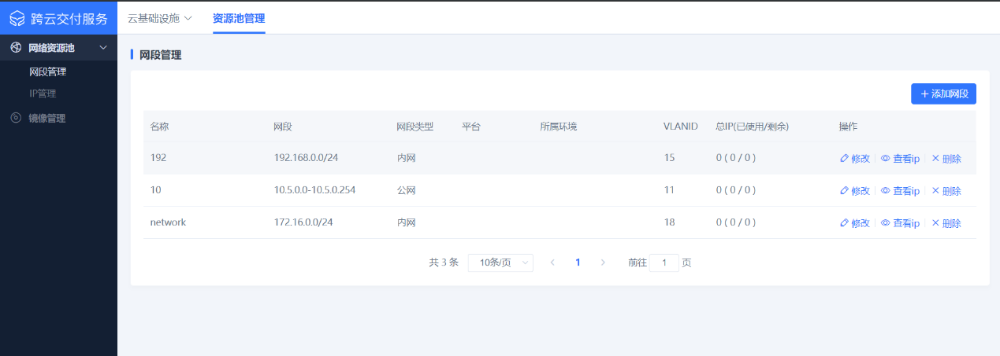 跨云交付服务 云基础设施 资源池管理
网络资源池
网段管理
IP管理
镜像管理
网段管理
+ 添加网段
名称 网段 网段类型 平台 所属环境 VLANID 总IP(已使用/剩余) 操作
192 192.168.0.0/24 内网 15 0 ( 0 / 0 ) 修改 查看ip 删除
10 10.5.0.0-10.5.0.254 公网 11 0 ( 0 / 0 ) 修改 查看ip 删除
network 172.16.0.0/24 内网 18 0 ( 0 / 0 ) 修改 查看ip 删除
共 3 条 10条/页 1 前往 1 页